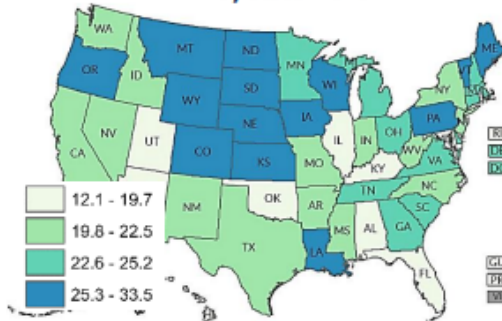 WA
MT
ND
MN
ME
OR
ID
WY
SD
WI
VT
NY
NE
IA
PA
NV
UT
CO
KS
IL
IN
OH
WV
VA
CA
MO
KY
NC
TN
NM
OK
AR
SC
TX
LA
MS
AL
GA
FL
12.1 - 19.7
19.8 - 22.5
22.6 - 25.2
25.3 - 33.5